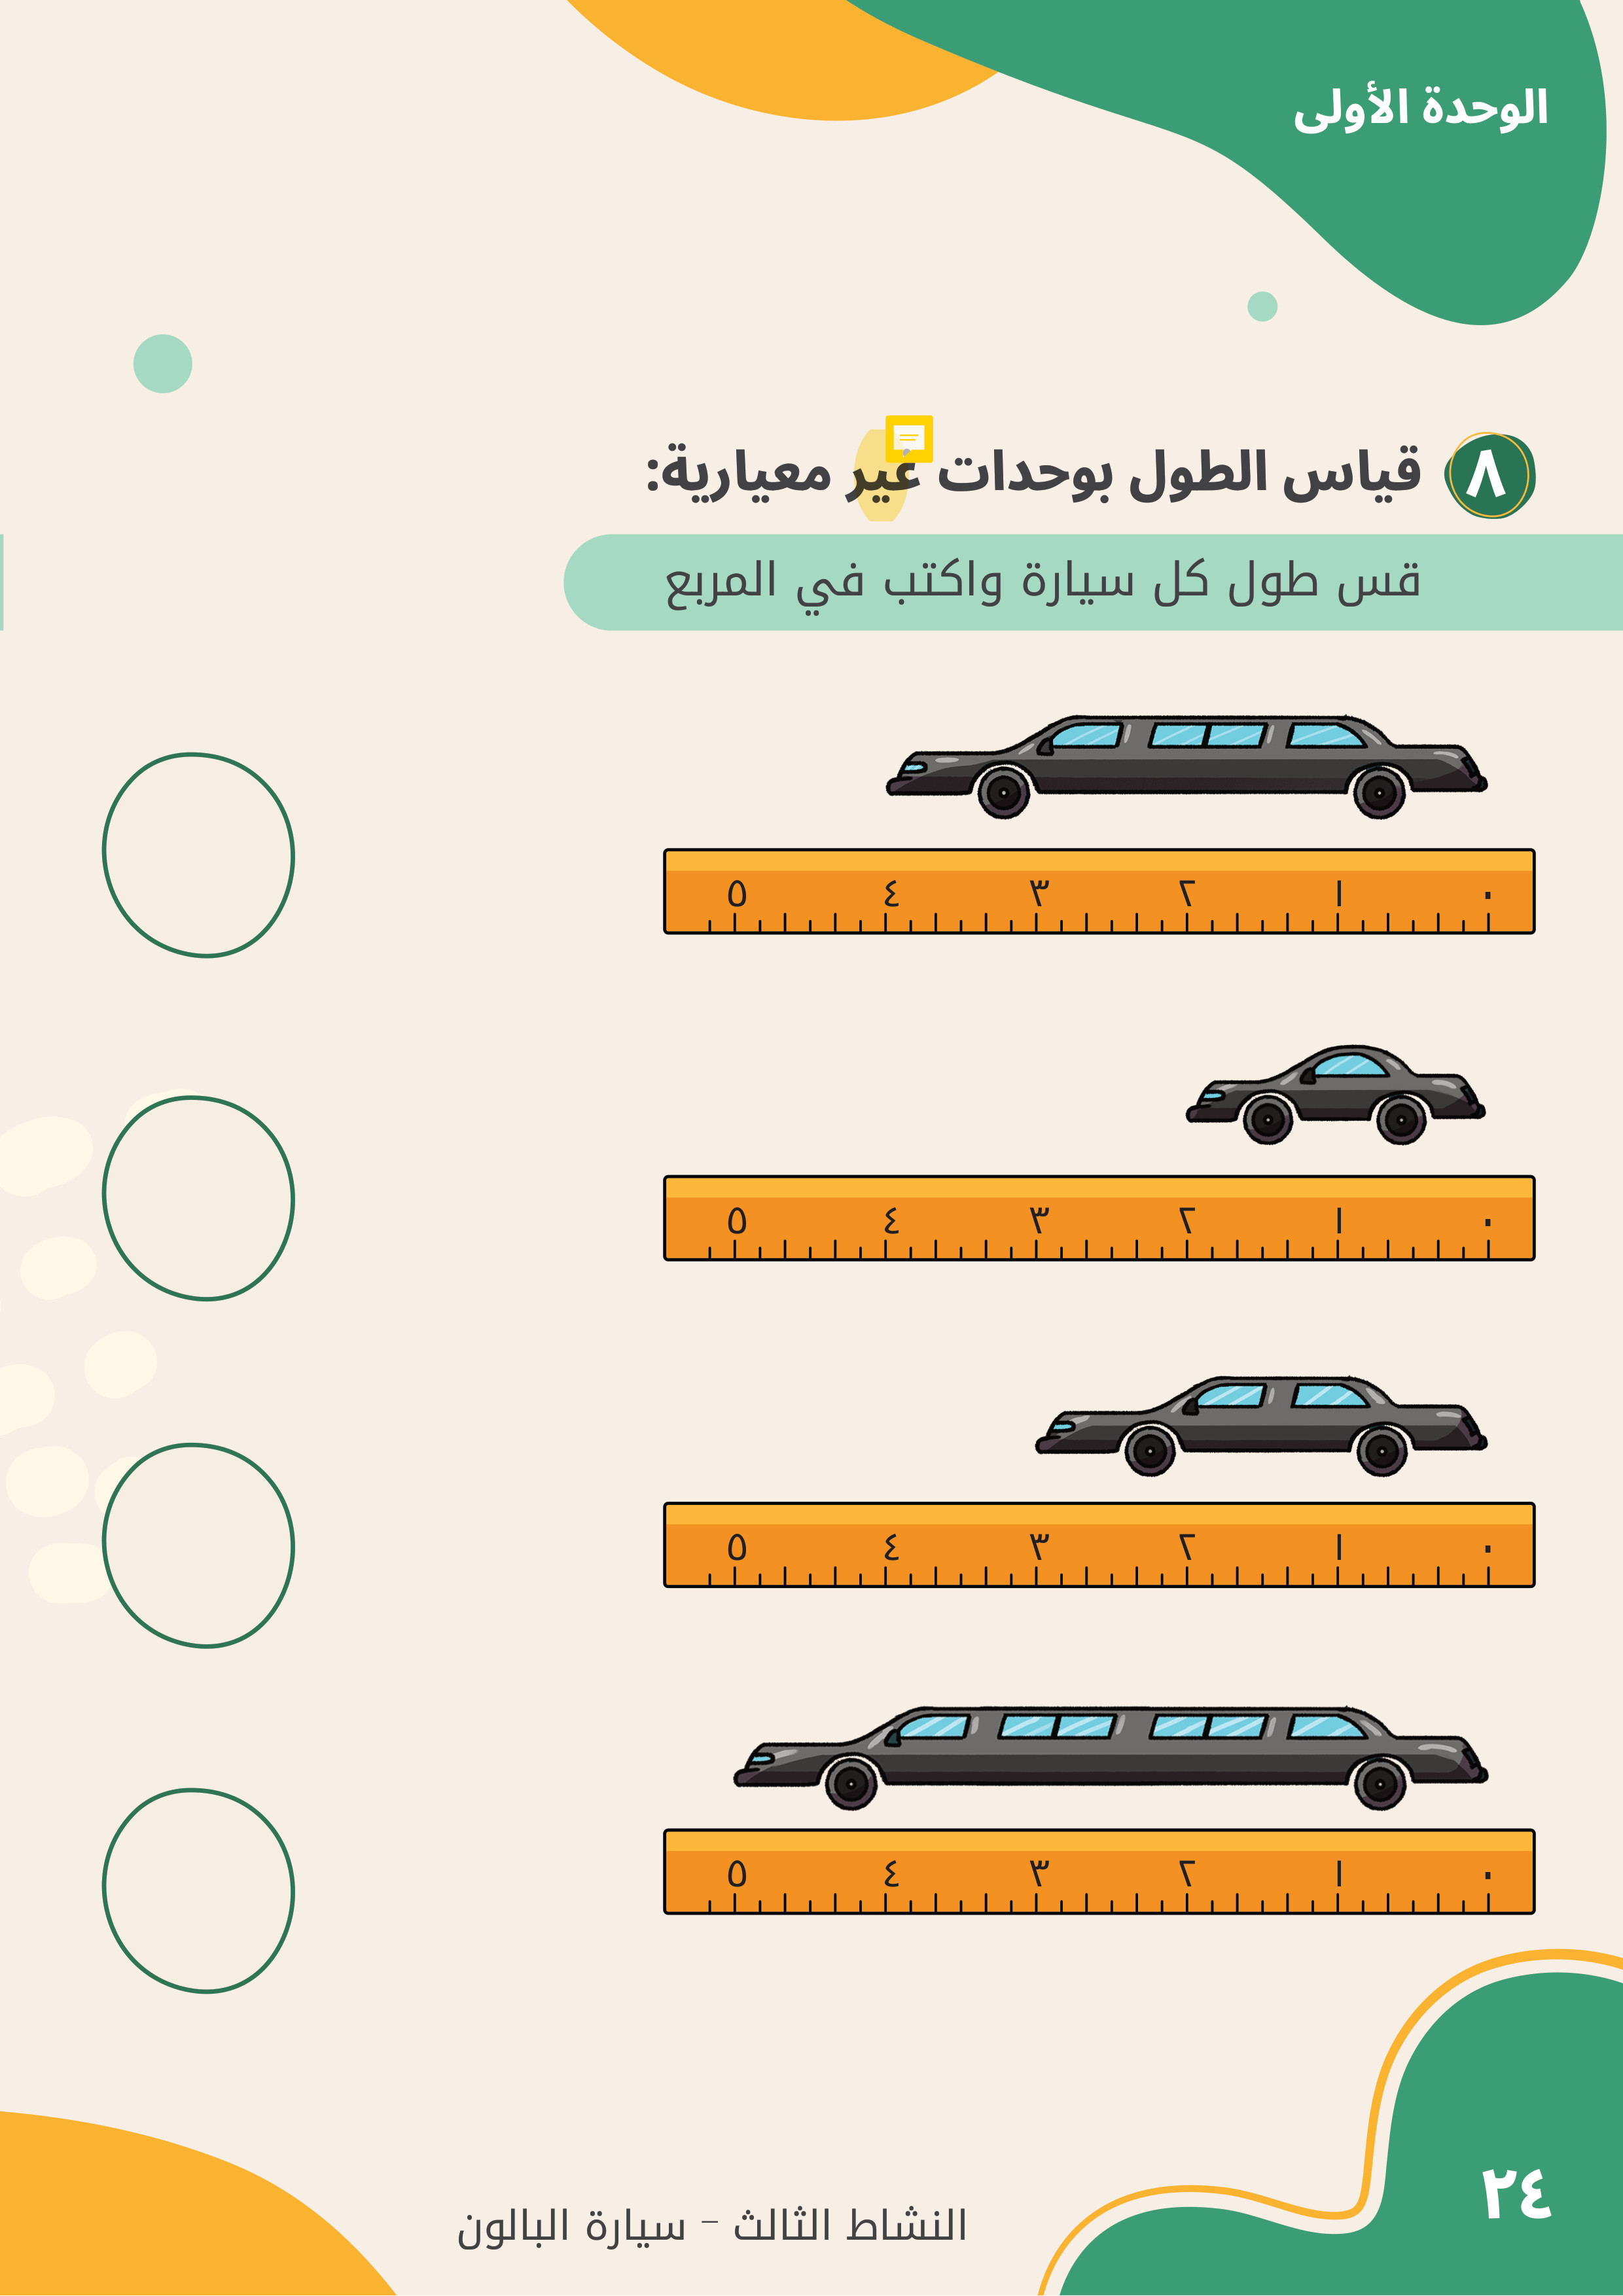 الوحدة الأولى
٨ قياس الطول بوحدات غير معيارية:
قس طول كل سيارة واكتب في المربع
٠ ١ ٢ ٣ ٤ ٥
٠ ١ ٢ ٣ ٤ ٥
٠ ١ ٢ ٣ ٤ ٥
٠ ١ ٢ ٣ ٤ ٥
النشاط الثالث - سيارة البالون
٢٤